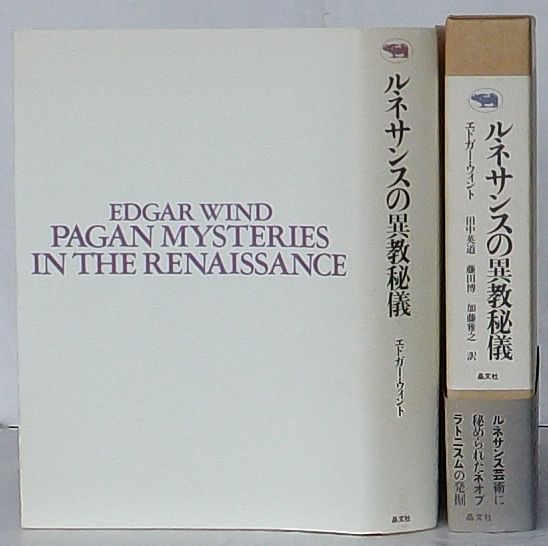 EDGAR WIND
PAGAN MYSTERIES
IN THE RENAISSANCE
ルネサンスの異教秘儀
エドガー・ウィント
ルネサンスの異教秘儀
エドガー・ウィント
田中英道 藤田博 加藤雅之 訳
晶文社
ルネサンス芸術に
秘められたネオプ
ラトニスムの発掘
晶文社